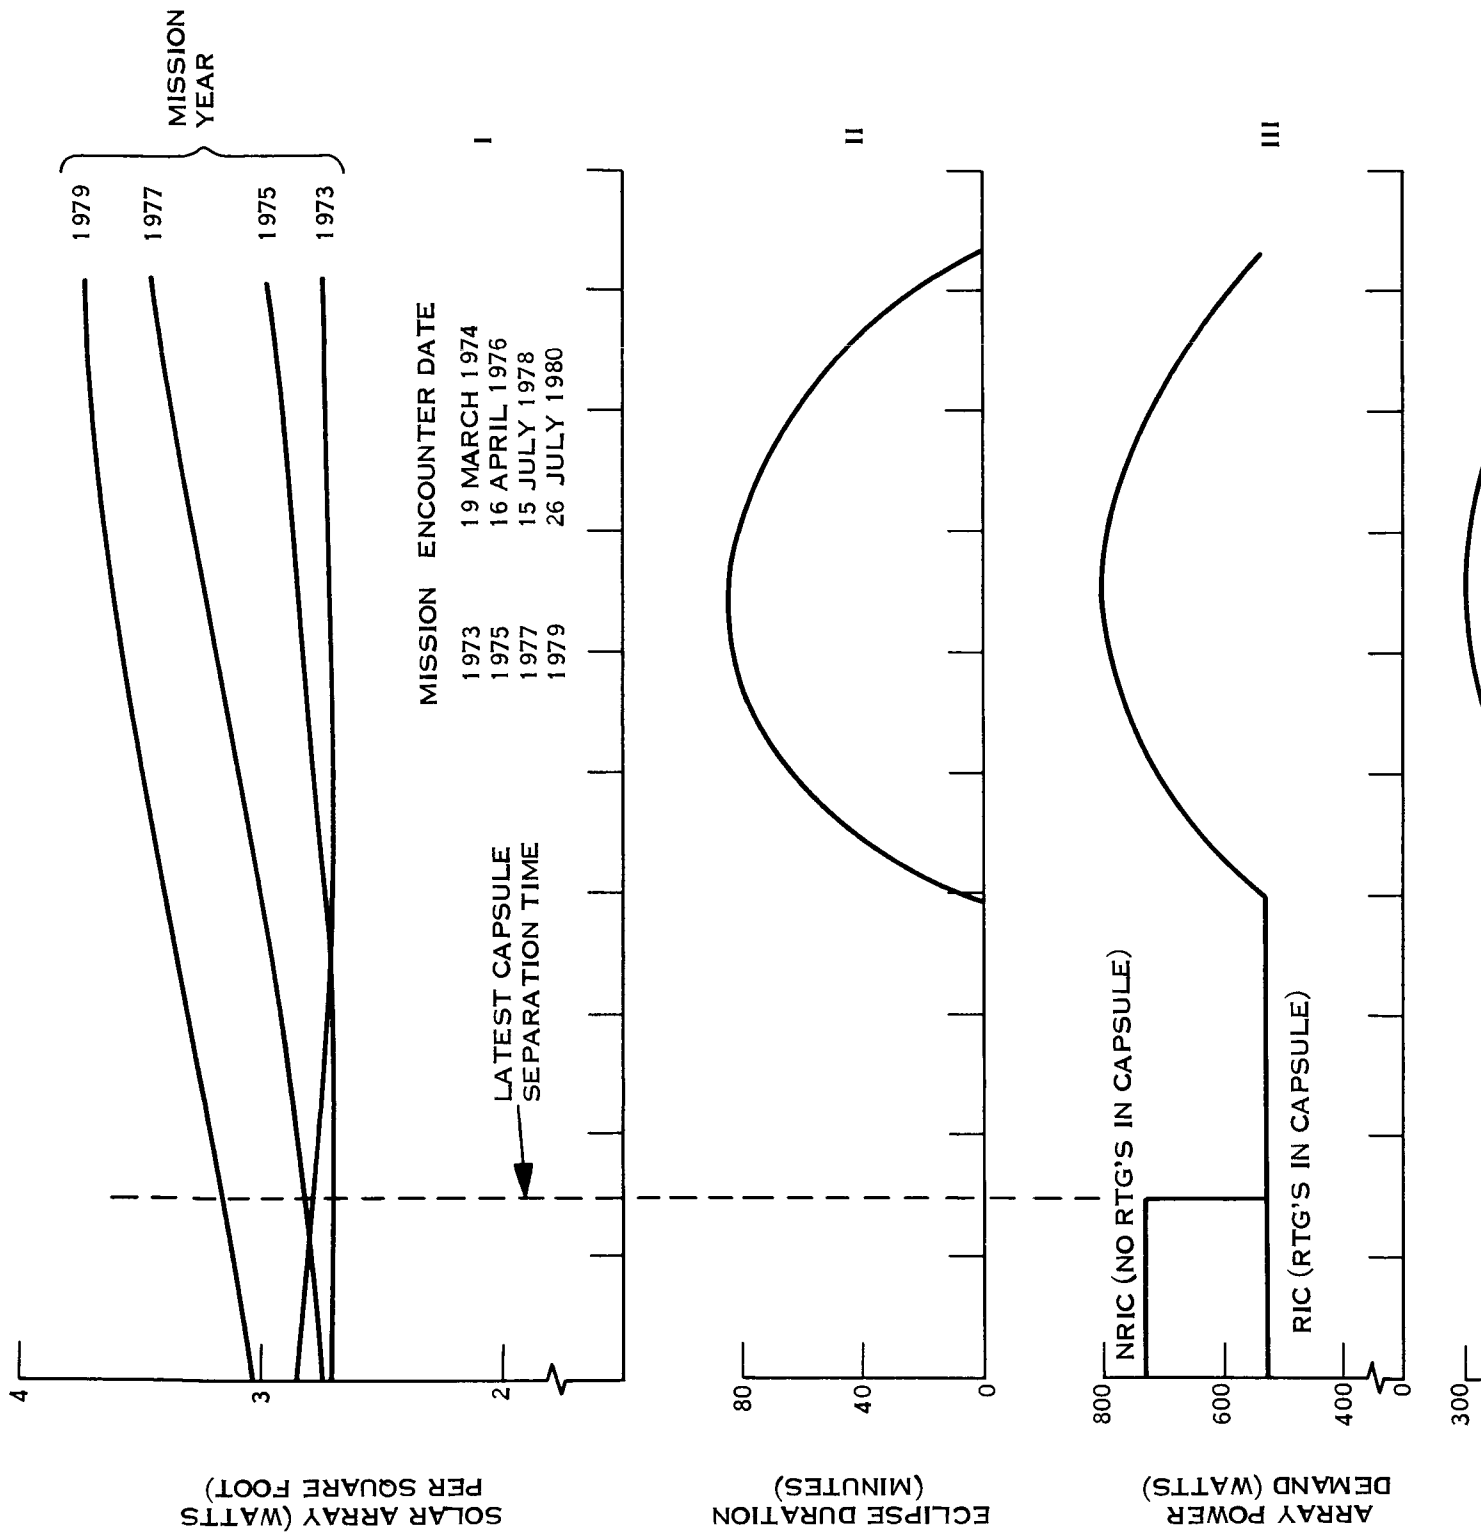 SOLAR ARRAY (WATTS
PER SQUARE FOOT)
4
3
2
1979
1977
1975
1973
MISSION
YEAR
I
LATEST CAPSULE
SEPARATION TIME
MISSION ENCOUNTER DATE
1973 19 MARCH 1974
1975 16 APRIL 1976
1977 15 JULY 1978
1979 26 JULY 1980
ECLIPSE DURATION
(MINUTES)
80
40
0
II
ARRAY POWER
DEMAND (WATTS)
800
600
400
0
NRIC (NO RTG'S IN CAPSULE)
RIC (RTG'S IN CAPSULE)
III
300